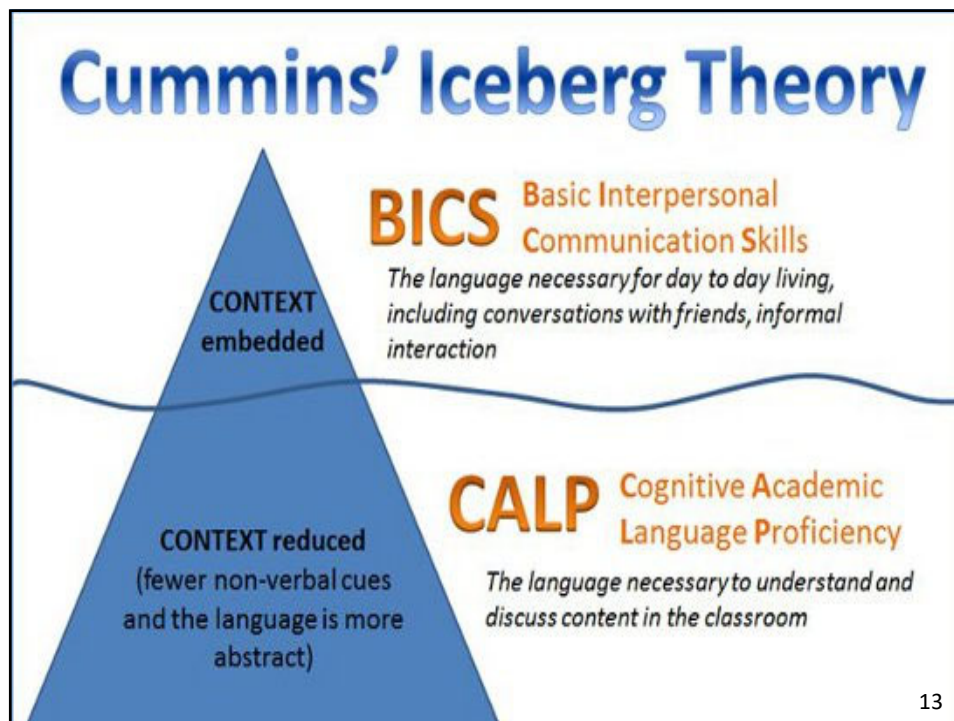 Cummins’ Iceberg Theory
BICS
Basic Interpersonal
Communication Skills
The language necessary for day to day living,
including conversations with friends, informal
interaction
CONTEXT
embedded
CALP
Cognitive Academic
Language Proficiency
The language necessary to understand and
discuss content in the classroom
CONTEXT reduced
(fewer non-verbal cues
and the language is more
abstract)
13